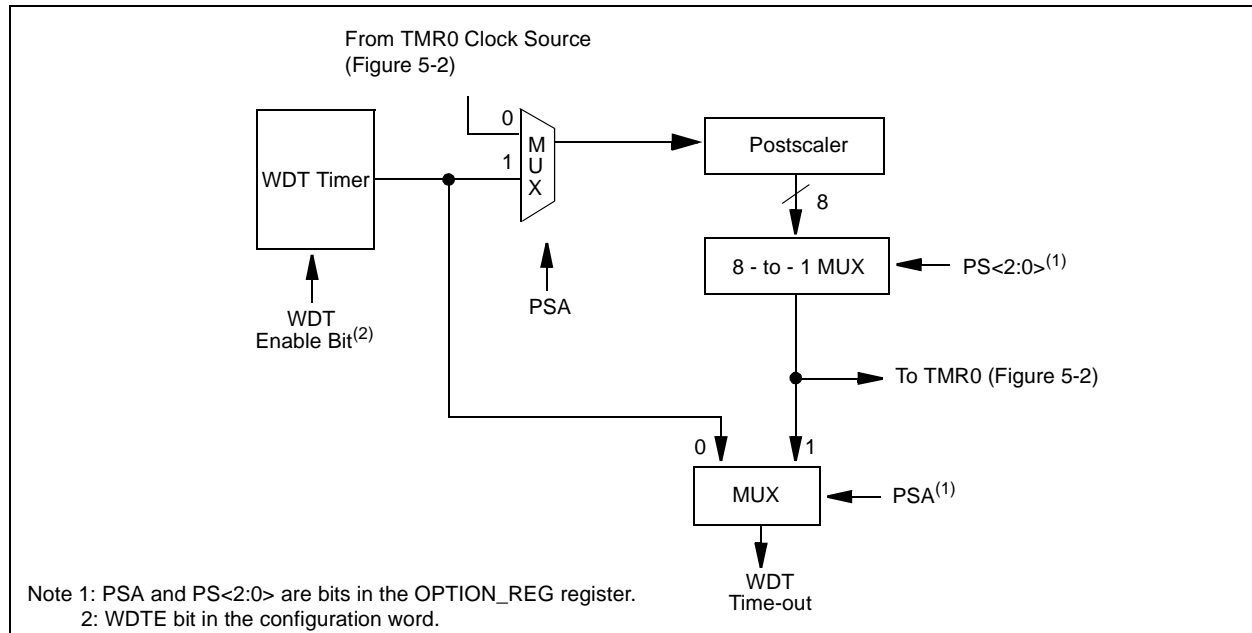 From TMR0 Clock Source
(Figure 5-2)
0
1
MUX
WDT Timer
Postscaler
8
8 - to - 1 MUX
PS<2:0>(1)
PSA
WDT
Enable Bit(2)
To TMR0 (Figure 5-2)
0
1
MUX
PSA(1)
WDT
Time-out
Note 1: PSA and PS<2:0> are bits in the OPTION_REG register.
2: WDTE bit in the configuration word.